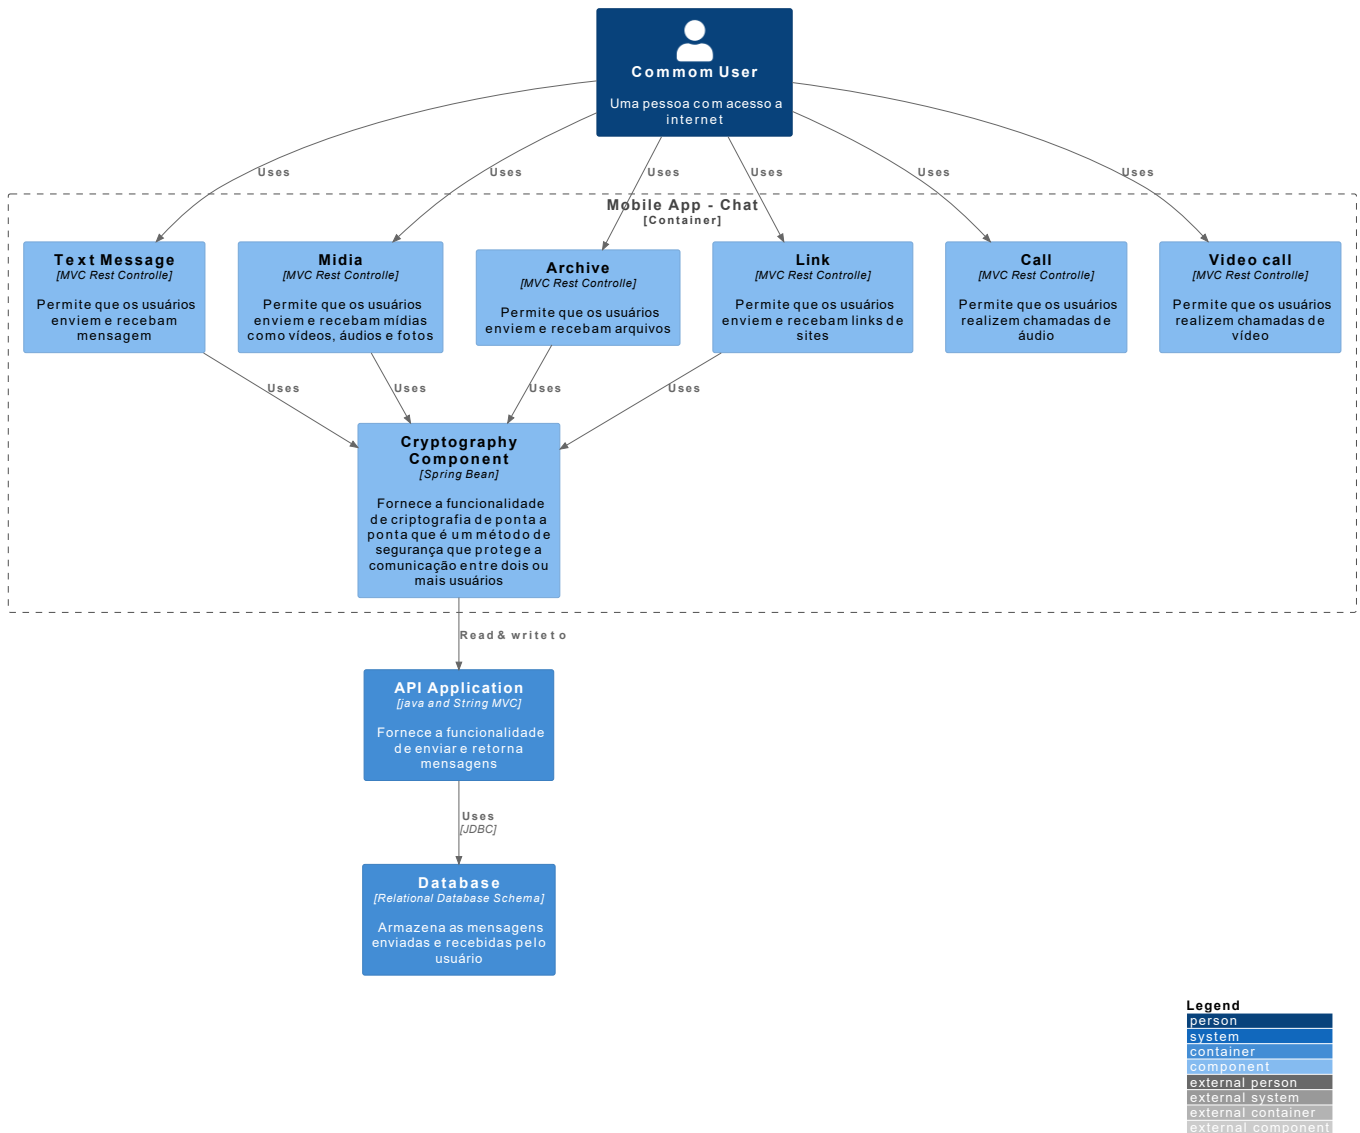 Commom User
Uma pessoa com acesso a
internet
Uses
Uses
Uses
Uses
Uses
Uses
Mobile App - Chat
[Container]
Text Message
[MVC Rest Controlle]
Permite que os usuários
enviem e recebam
mensagem
Midia
[MVC Rest Controlle]
Permite que os usuários
enviem e recebam mídias
como vídeos, áudios e fotos
Archive
[MVC Rest Controlle]
Permite que os usuários
enviem e recebam arquivos
Link
[MVC Rest Controlle]
Permite que os usuários
enviem e recebam links de
sites
Call
[MVC Rest Controlle]
Permite que os usuários
realizem chamadas de
áudio
Video call
[MVC Rest Controlle]
Permite que os usuários
realizem chamadas de
vídeo
Uses
Uses
Uses
Uses
Cryptography
Component
[Spring Bean]
Fornece a funcionalidade
de criptografia de ponta a
ponta que é um método de
segurança que protege a
comunicação entre dois ou
mais usuários
Read & write to
API Application
[java and String MVC]
Fornece a funcionalidade
de enviar e retorna
mensagens
Uses
[JDBC]
Database
[Relational Database Schema]
Armazena as mensagens
enviadas e recebidas pelo
usuário
Legend
person
system
container
component
external person
external system
external container
external component